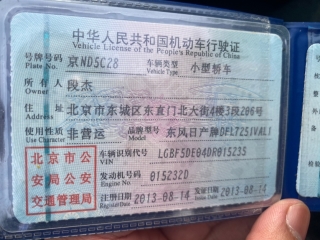 中华人民共和国机动车行驶证
Vehicle License of the People's Republic of China
号牌号码 京ND5C28 车辆类型 小型轿车
Plate No. Vehicle Type
所有人 段杰
Owner
住址 北京市东城区东直门北大街4楼3段206号
Address
使用性质 非营运 品牌型号 东风日产牌DFL7251VAL1
Use Character Model
北京市公 车辆识别代号 LGBF5DE04DR015235
VIN
安局公安 发动机号码 015232D
Engine No.
交通管理局 注册日期 2013-08-14 发证日期 2013-08-14
Register Date Issue Date